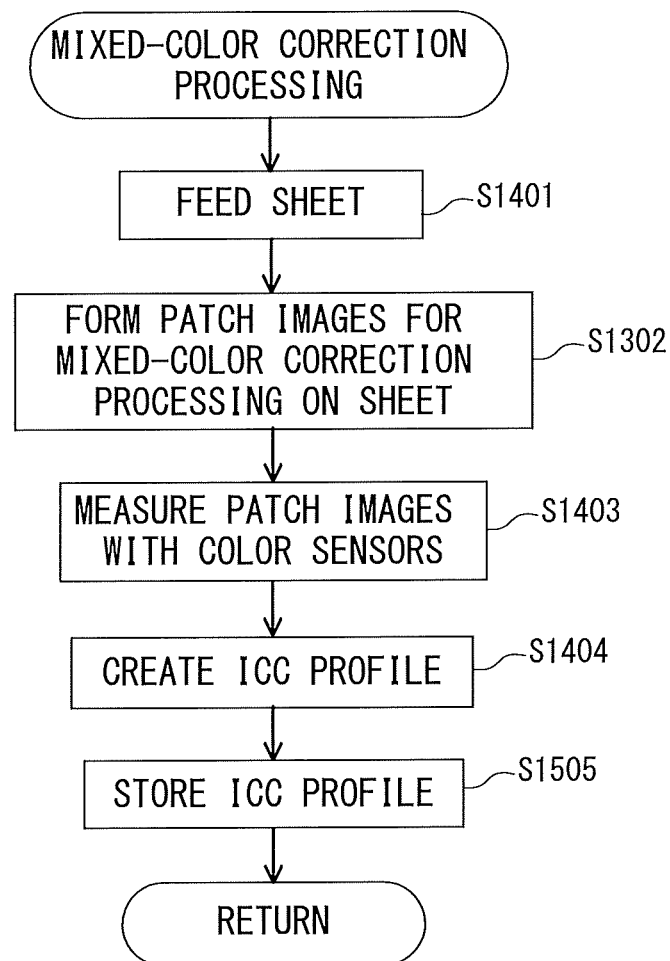 MIXED-COLOR CORRECTION
PROCESSING
FEED SHEET
S1401
FORM PATCH IMAGES FOR
MIXED-COLOR CORRECTION
PROCESSING ON SHEET
S1302
MEASURE PATCH IMAGES
WITH COLOR SENSORS
S1403
CREATE ICC PROFILE
S1404
STORE ICC PROFILE
S1505
RETURN